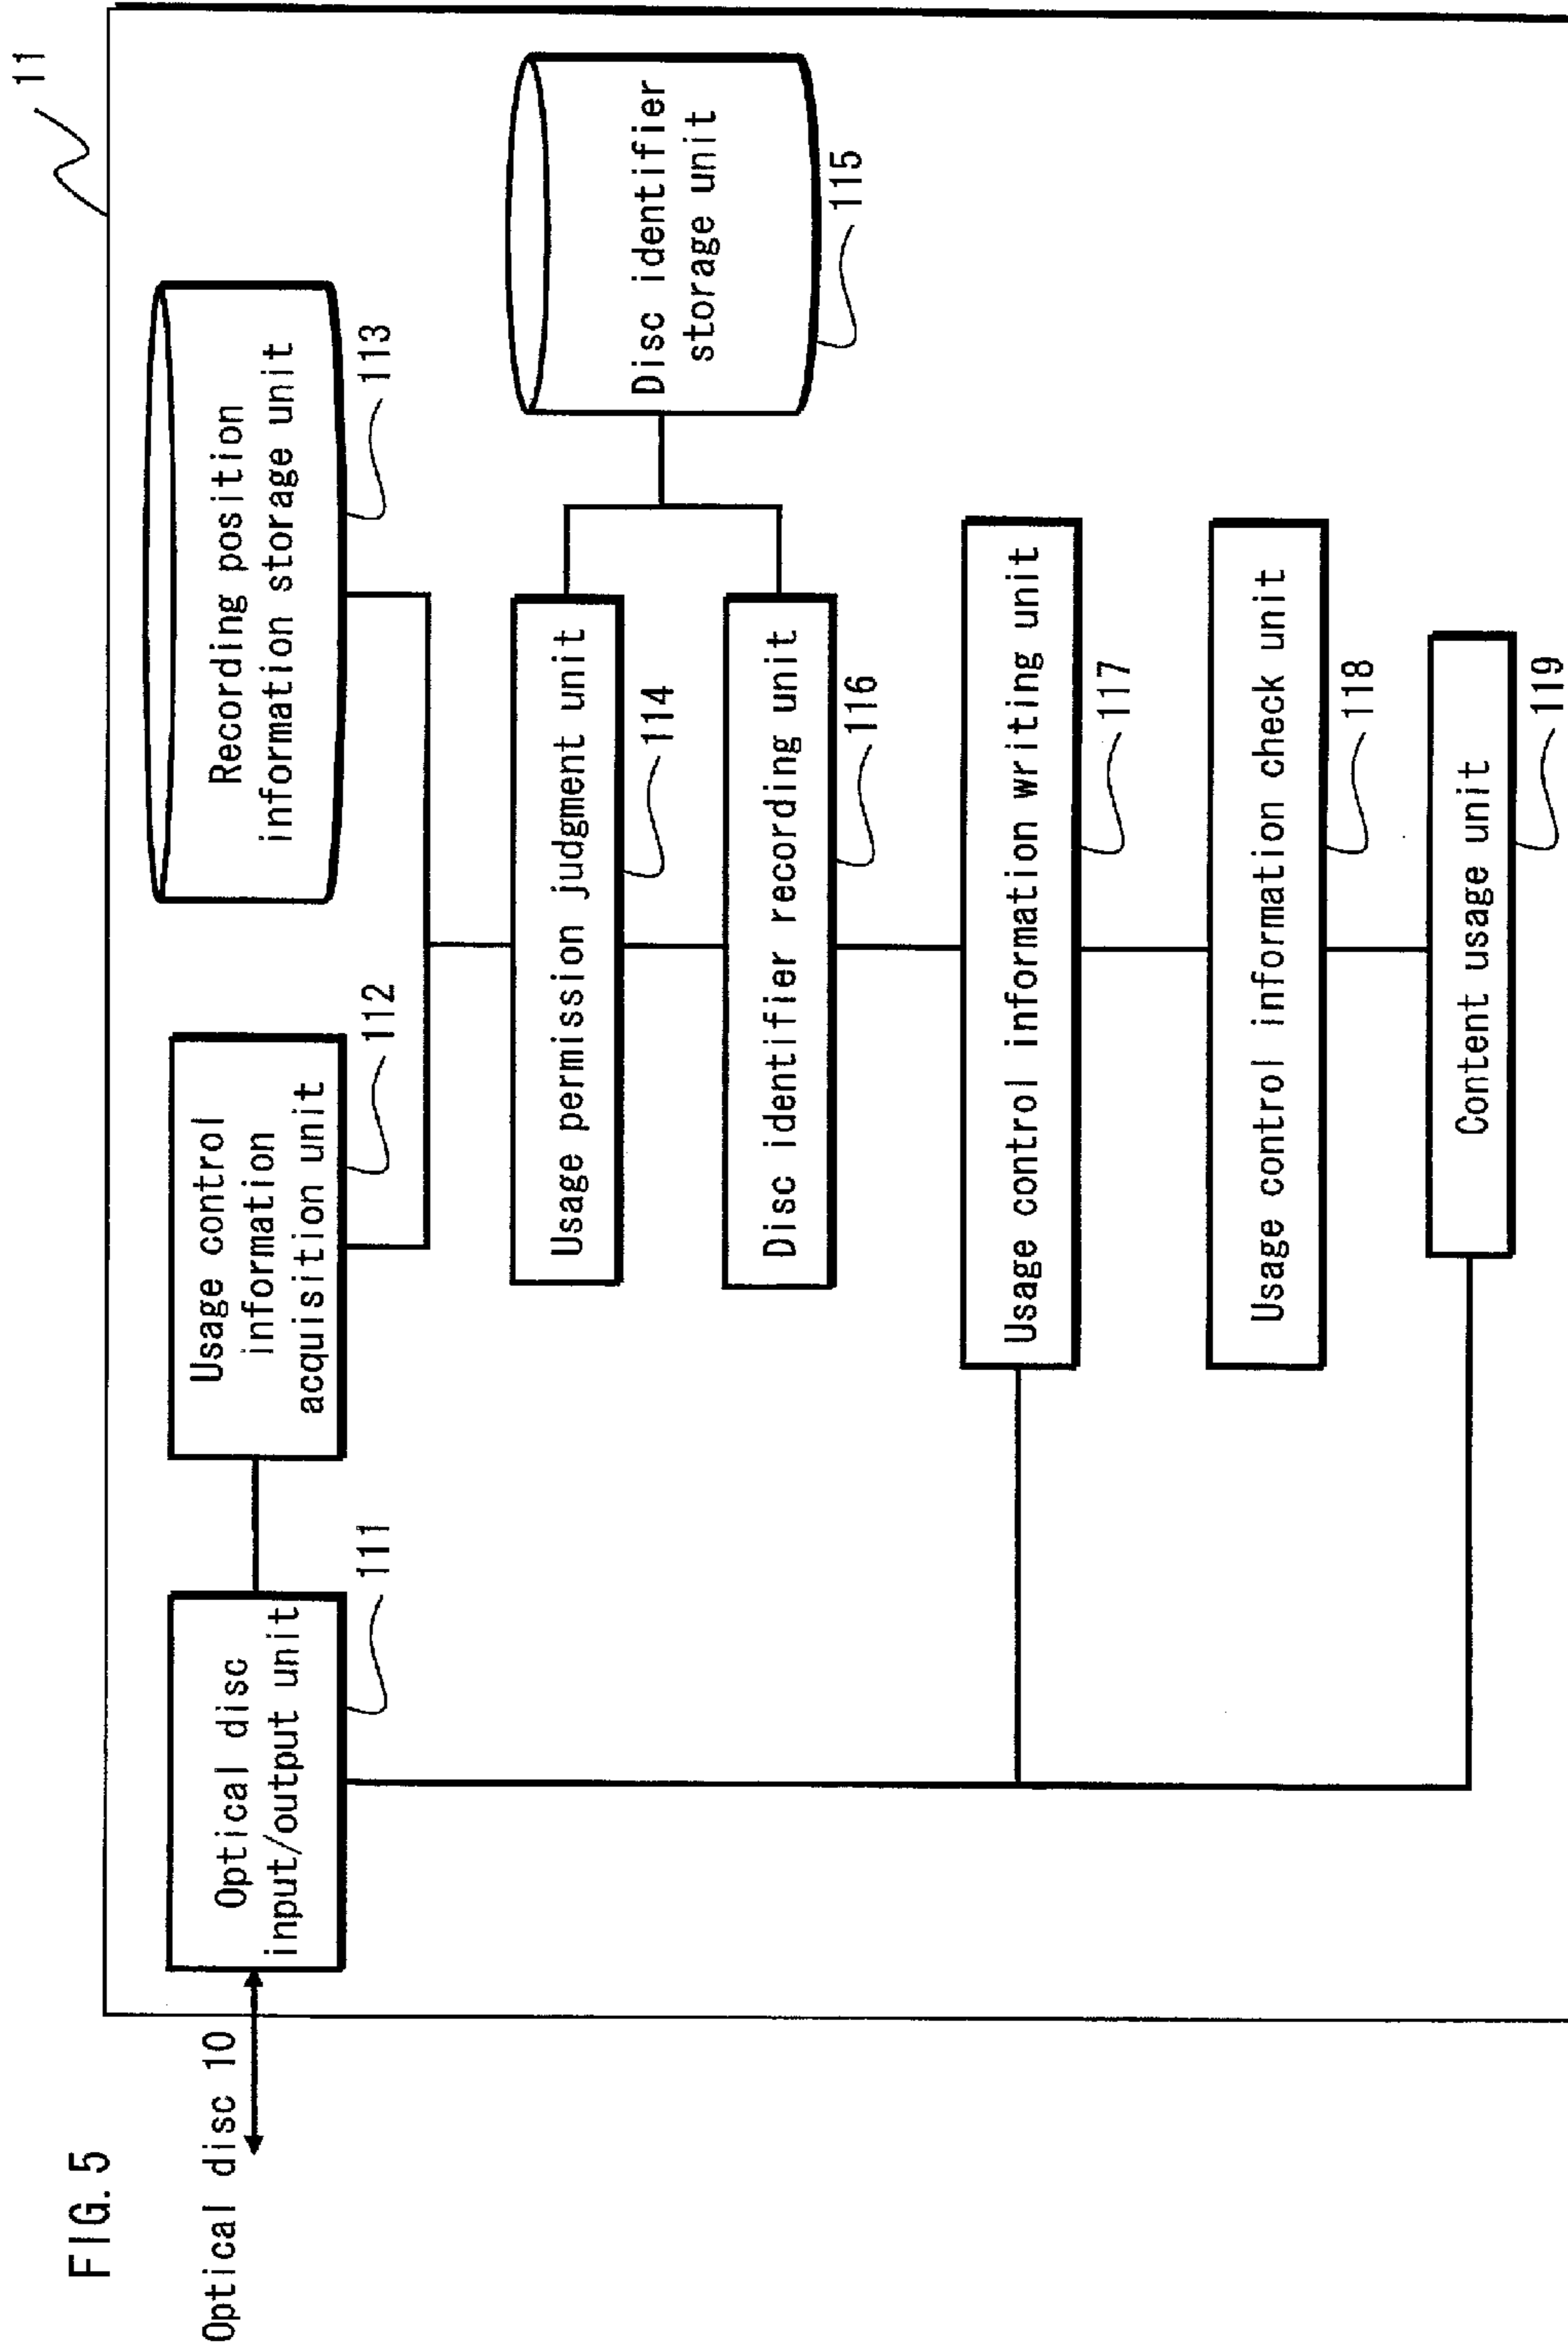 FIG. 5
11
Optical disc 10
Optical disc
input/output unit
111
Usage control
information
acquisition unit
112
Recording position
information storage unit
113
Usage permission judgment unit
114
Disc identifier
storage unit
115
Disc identifier recording unit
116
Usage control information writing unit
117
Usage control information check unit
118
Content usage unit
119